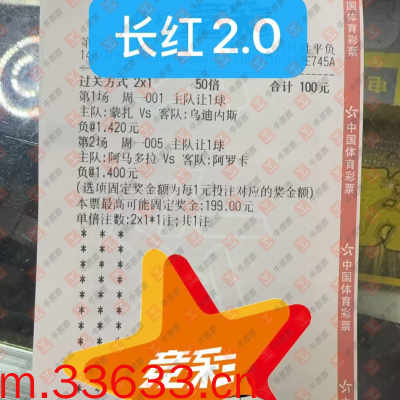 长红2.0
胜平负
E745A
过关方式 2x1 50倍 合计 100元
第1场 周一001 主队让1球
主队:蒙扎 Vs 客队:乌迪内斯
负@1.420元
第2场 周一005 主队让1球
主队:阿马多拉 Vs 客队:阿罗卡
负@1.400元
(选项固定奖金额为每1元投注对应的奖金额)
本票最高可能固定奖金:199.00元
单倍注数:2x1*1注;共1注
中国体育彩票
中国体育彩票
中国体育彩票
竞彩
m.33633.cn